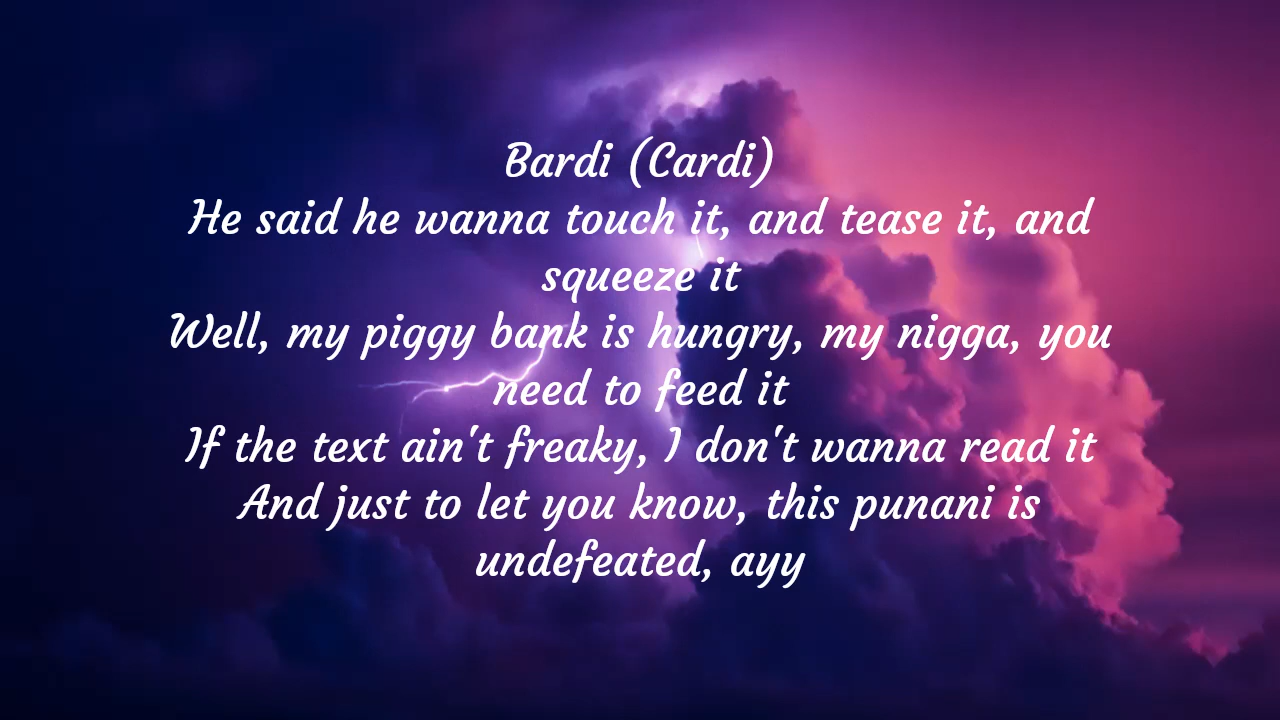 Bardi (Cardi)
He said he wanna touch it, and tease it, and
squeeze it
Well, my piggy bank is hungry, my nigga, you
need to feed it
If the text ain't freaky, I don't wanna read it
And just to let you know, this punani is
undefeated, ayy